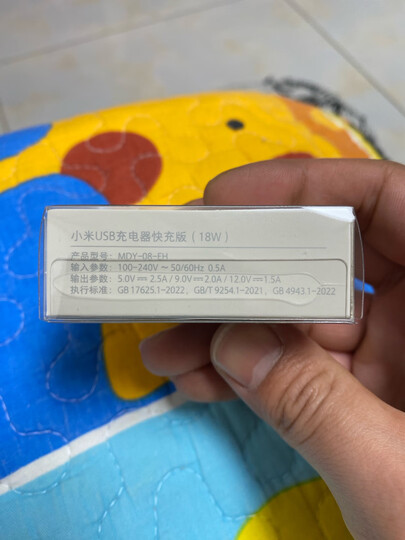 小米USB充电器快充版（18W）
产品型号： MDY-08-EH
输入参数： 100-240V～50/60Hz 0.5A
输出参数： 5.0V⎓2.5A / 9.0V⎓2.0A / 12.0V⎓1.5A
执行标准： GB 17625.1-2022，GB/T 9254.1-2021，GB 4943.1-2022